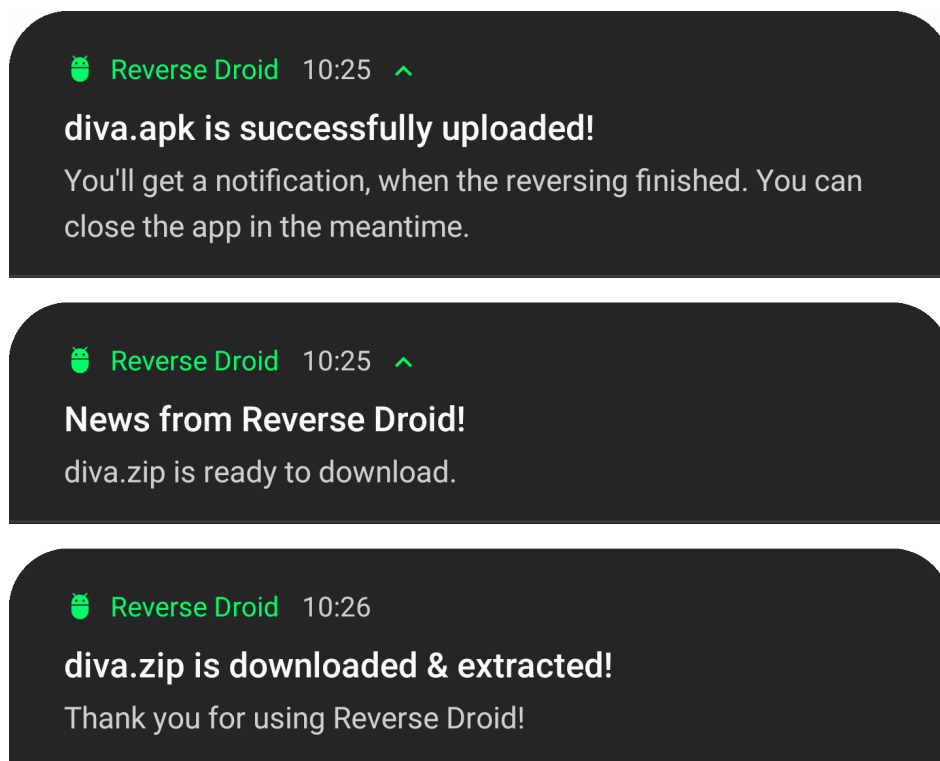 Reverse Droid 10:25
diva.apk is successfully uploaded!
You'll get a notification, when the reversing finished. You can
close the app in the meantime.
Reverse Droid 10:25
News from Reverse Droid!
diva.zip is ready to download.
Reverse Droid 10:26
diva.zip is downloaded & extracted!
Thank you for using Reverse Droid!